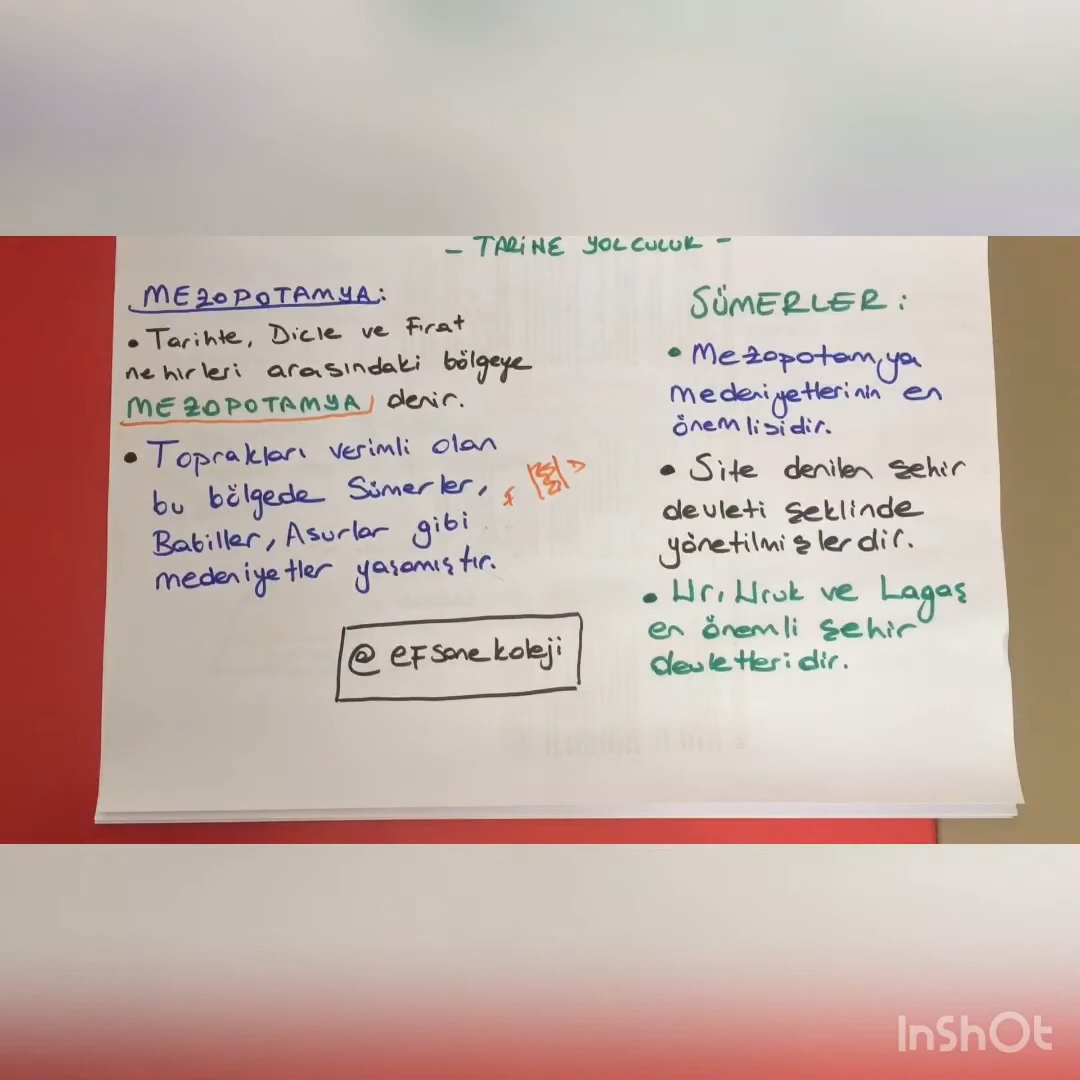 - TARİHE YOLCULUK -
MEZOPOTAMYA:
• Tarihte, Dicle ve Fırat
nehirleri arasındaki bölgeye
MEZOPOTAMYA denir.
• Toprakları verimli olan
bu bölgede Sümerler,
Babiller, Asurlar gibi
medeniyetler yaşamıştır.
@efsanekoleji
SÜMERLER:
• Mezopotamya
medeniyetlerinin en
önemlisidir.
• Site denilen şehir
devleti şeklinde
yönetilmişlerdir.
• Ur, Uruk ve Lagaş
en önemli şehir
devletleridir.
InShOt